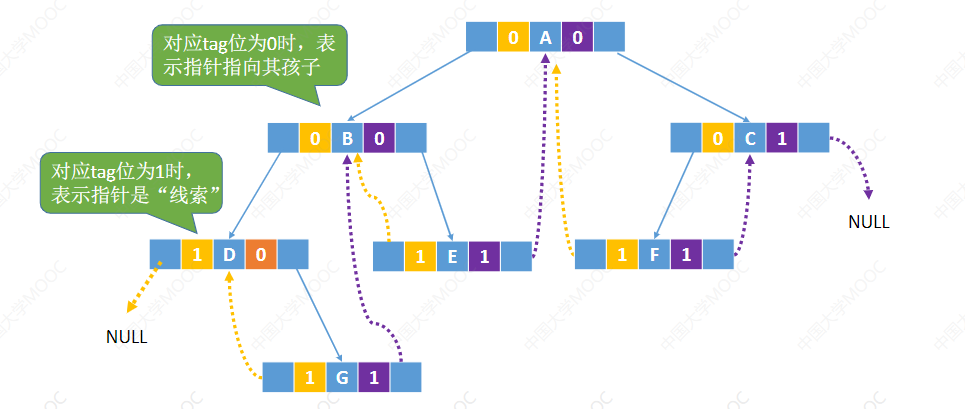 对应tag位为0时，表
示指针指向其孩子
0 A 0
0 B 0
0 C 1
对应tag位为1时，
表示指针是“线索”
NULL
1 D 0
1 E 1
1 F 1
NULL
1 G 1
中国大学MOOC